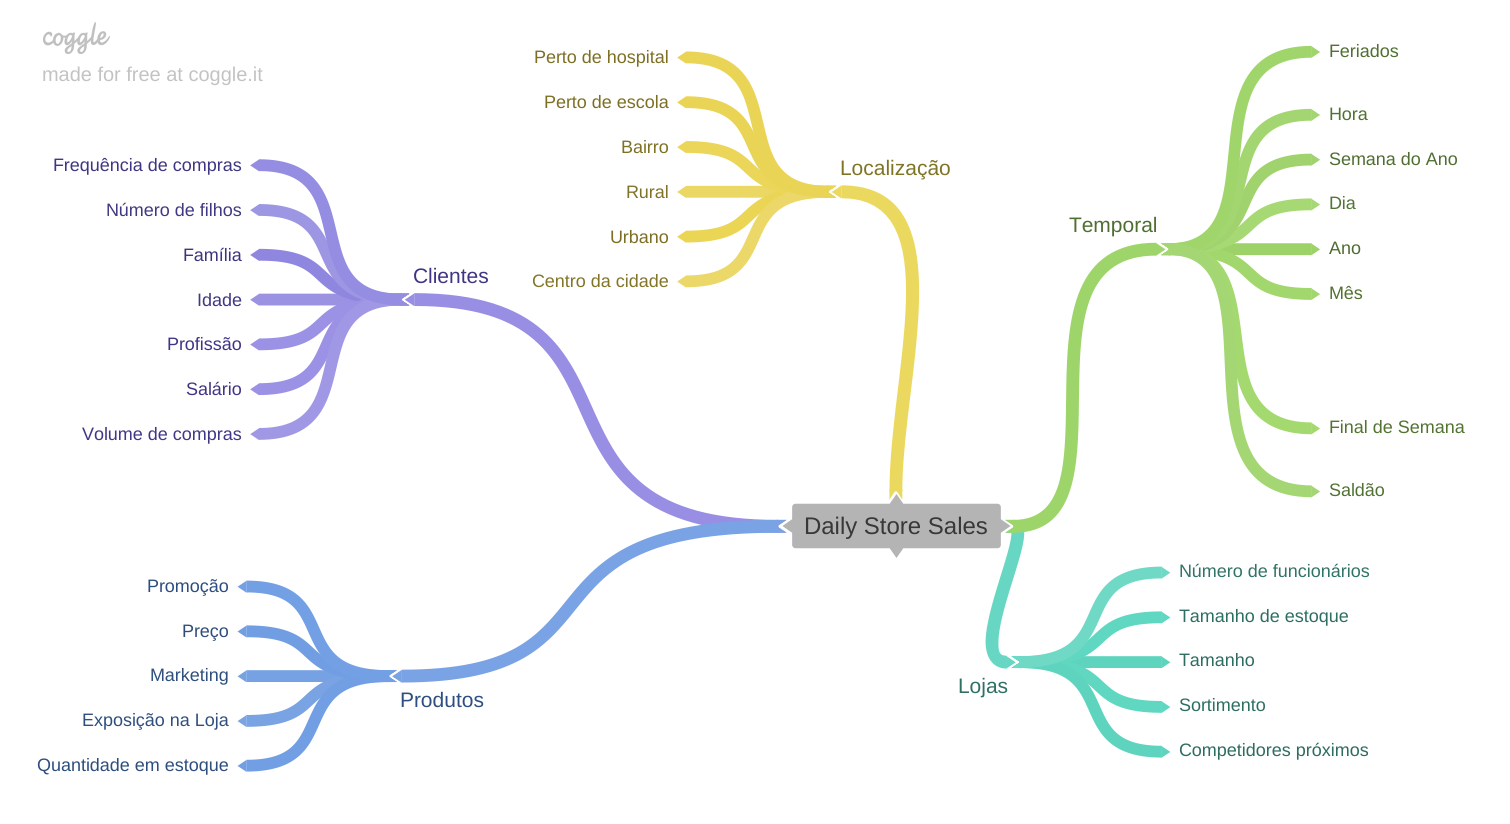 coggle
made for free at coggle.it
Perto de hospital
Perto de escola
Bairro
Rural
Urbano
Centro da cidade
Localização
Frequência de compras
Número de filhos
Família
Idade
Profissão
Salário
Volume de compras
Clientes
Feriados
Hora
Semana do Ano
Dia
Ano
Mês
Final de Semana
Saldão
Temporal
Daily Store Sales
Promoção
Preço
Marketing
Exposição na Loja
Quantidade em estoque
Produtos
Número de funcionários
Tamanho de estoque
Tamanho
Sortimento
Competidores próximos
Lojas